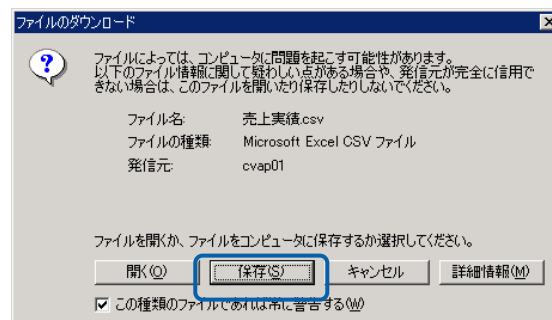 ファイルのダウンロード
ファイルによっては、コンピュータに問題を起こす可能性があります。
以下のファイル情報に関して疑わしい点がある場合や、発信元が完全に信用で
きない場合は、このファイルを開いたり保存したりしないでください。
ファイル名: 売上実績.csv
ファイルの種類: Microsoft Excel CSV ファイル
発信元: cvap01
ファイルを開くか、ファイルをコンピュータに保存するか選択してください。
開く(O) 保存(S) キャンセル 詳細情報(M)
この種類のファイルであれば常に警告する(W)